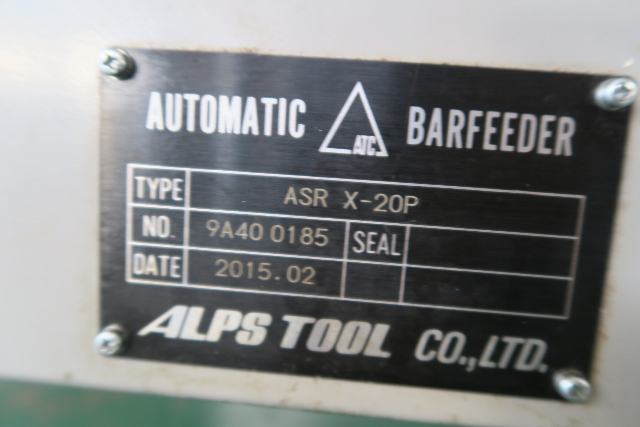 AUTOMATIC ATC BARFEEDER
TYPE ASR X-20P
NO. 9A40 0185 SEAL
DATE 2015.02
ALPS TOOL CO.,LTD.